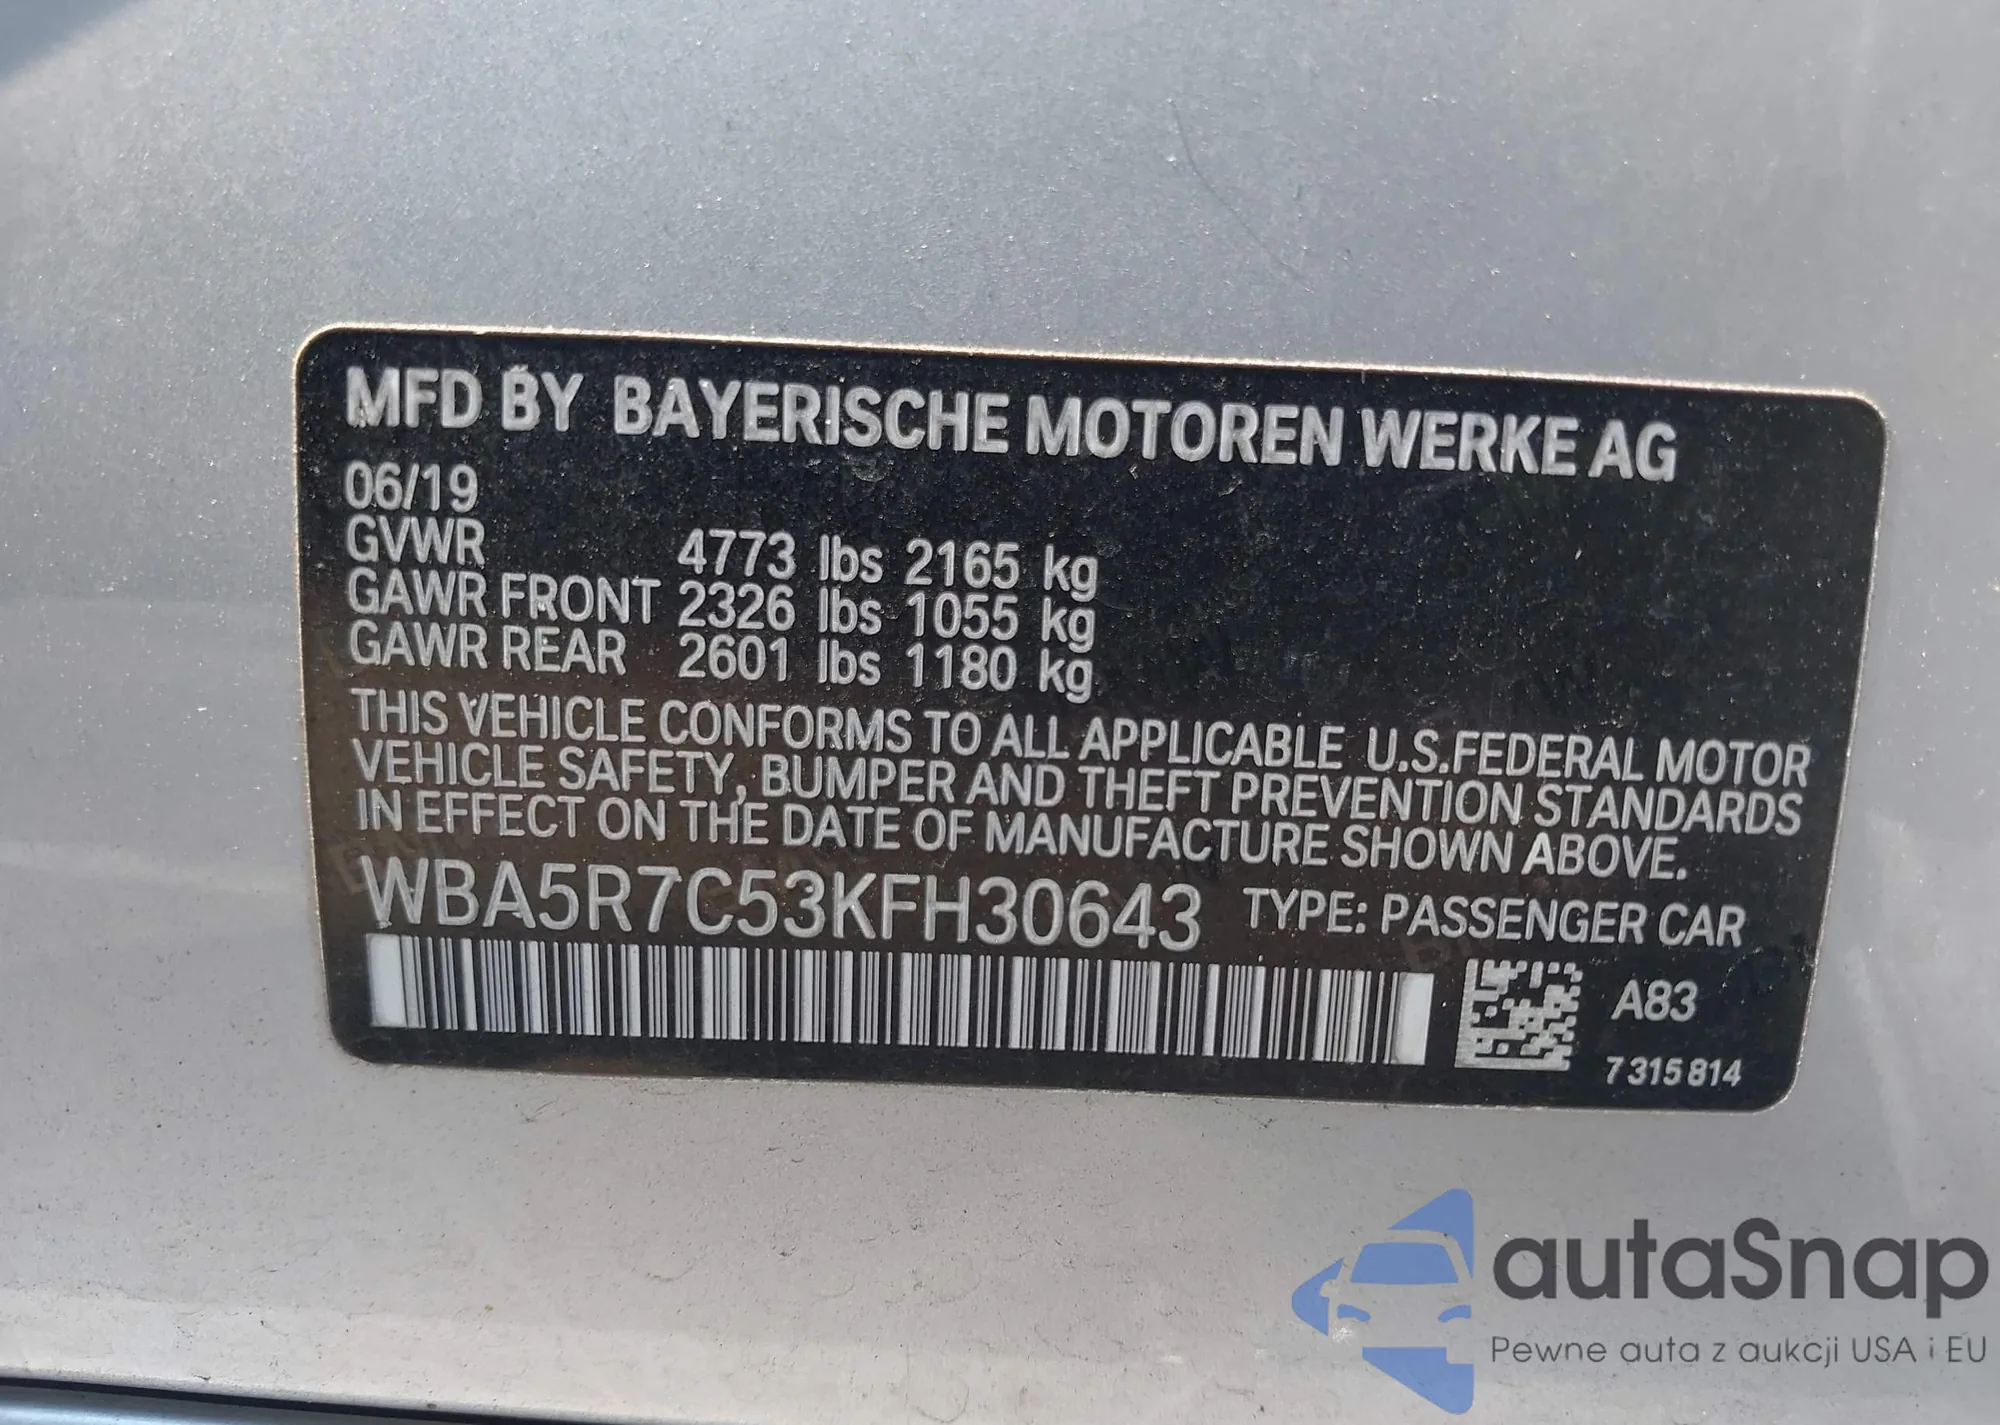 MFD BY BAYERISCHE MOTOREN WERKE AG
06/19
GVWR 4773 lbs 2165 kg
GAWR FRONT 2326 lbs 1055 kg
GAWR REAR 2601 lbs 1180 kg
THIS VEHICLE CONFORMS TO ALL APPLICABLE U.S.FEDERAL MOTOR
VEHICLE SAFETY, BUMPER AND THEFT PREVENTION STANDARDS
IN EFFECT ON THE DATE OF MANUFACTURE SHOWN ABOVE.
WBA5R7C53KFH30643 TYPE: PASSENGER CAR
A83
7 315 814
autaSnap
Pewne auta z aukcji USA i EU